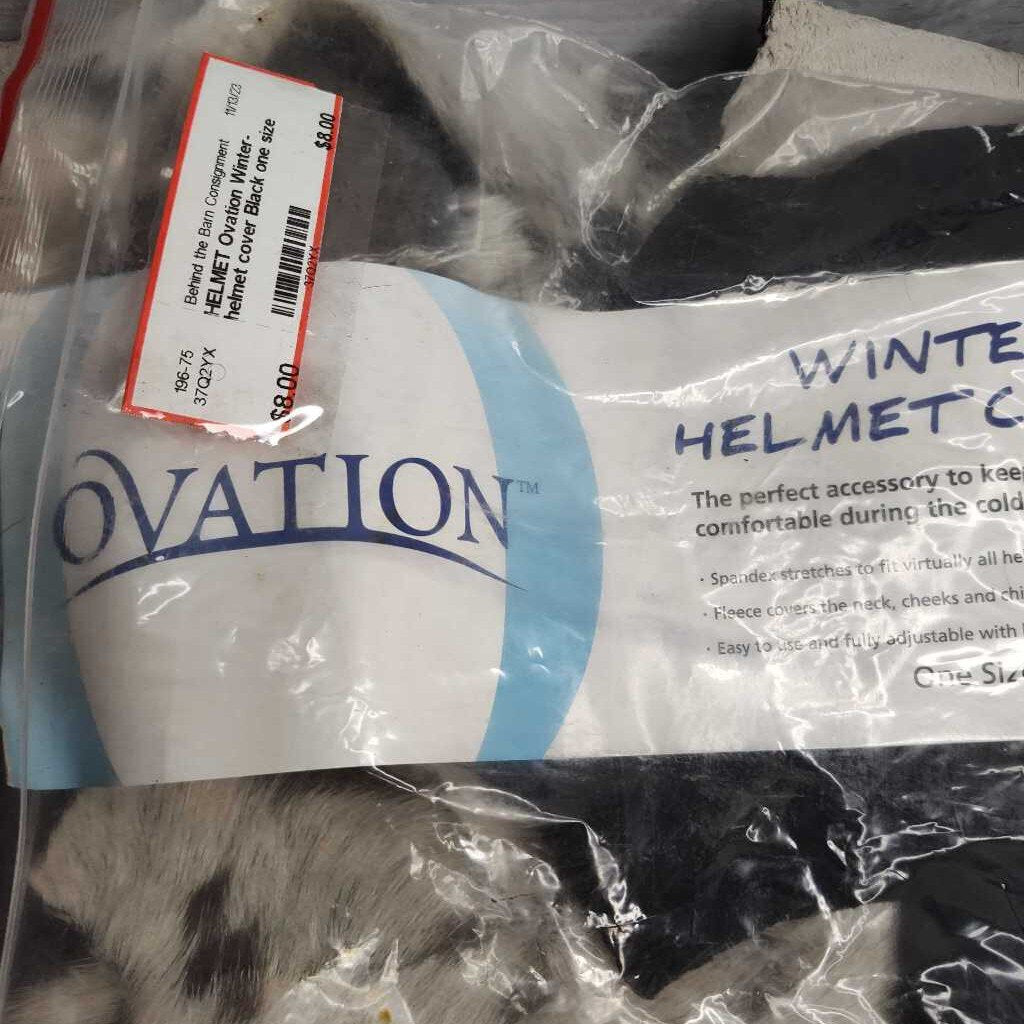 Behind the Barn Consignment 11/13/23
HELMET Ovation Winter-
helmet cover Black one size
$8.00
37Q2YX
196-75
37Q2YX
$8.00
OVATION™
WINTE
HELMET C
The perfect accessory to kee
comfortable during the cold
· Spandex stretches to fit virtually all he
· Fleece covers the neck, cheeks and chi
· Easy to use and fully adjustable with
One Size